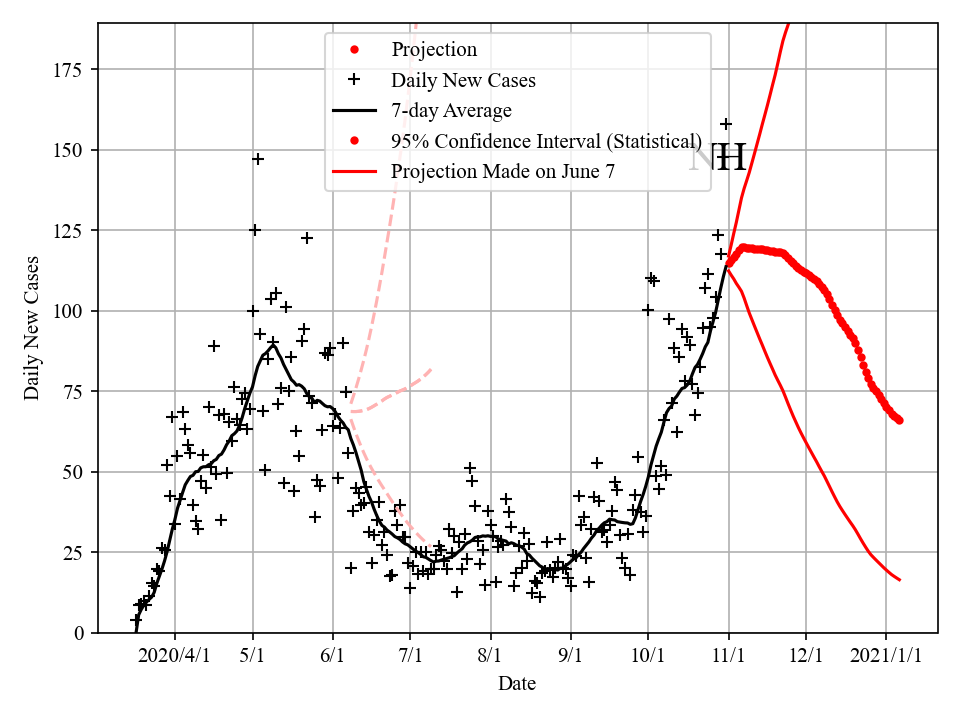 Projection
Daily New Cases
7-day Average
95% Confidence Interval (Statistical)
Projection Made on June 7
NH
175
150
125
100
75
50
25
0
Daily New Cases
2020/4/1 5/1 6/1 7/1 8/1 9/1 10/1 11/1 12/1 2021/1/1
Date